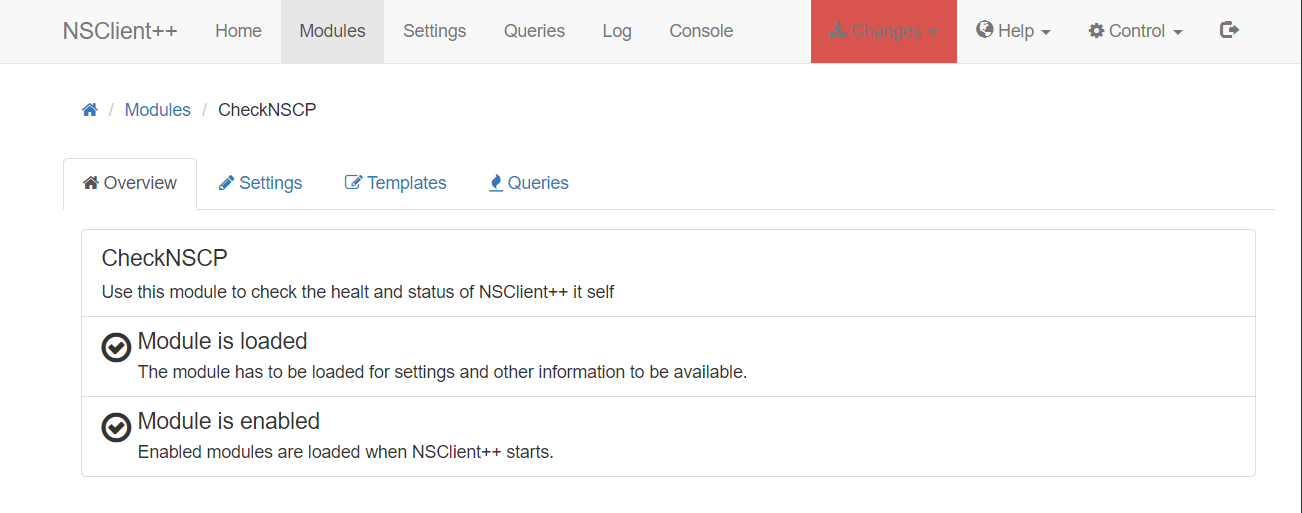 NSClient++ Home Modules Settings Queries Log Console Changes Help Control
/ Modules / CheckNSCP
Overview Settings Templates Queries
CheckNSCP
Use this module to check the healt and status of NSClient++ it self
Module is loaded
The module has to be loaded for settings and other information to be available.
Module is enabled
Enabled modules are loaded when NSClient++ starts.